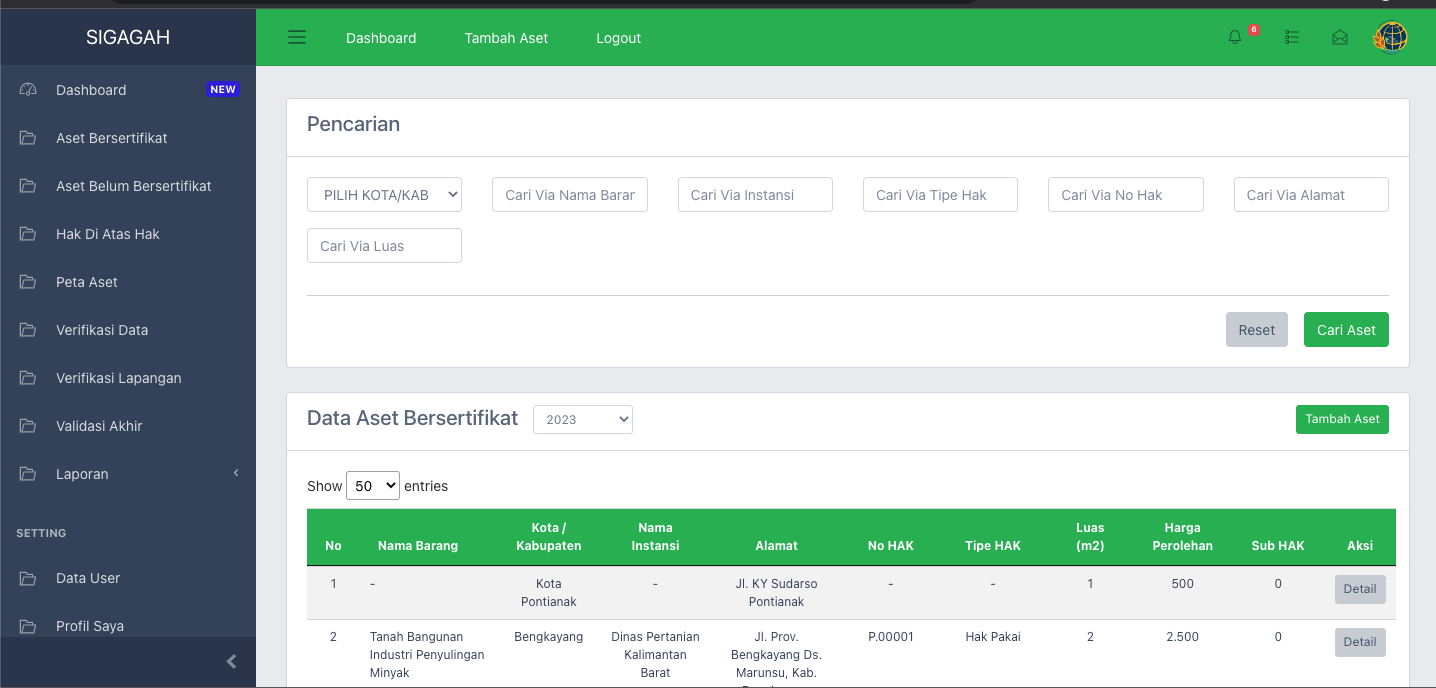 SIGAGAH
Dashboard
Tambah Aset
Logout
6
Dashboard
NEW
Aset Bersertifikat
Aset Belum Bersertifikat
Hak Di Atas Hak
Peta Aset
Verifikasi Data
Verifikasi Lapangan
Validasi Akhir
Laporan
SETTING
Data User
Profil Saya
Pencarian
PILIH KOTA/KAB
Cari Via Nama Barar
Cari Via Instansi
Cari Via Tipe Hak
Cari Via No Hak
Cari Via Alamat
Cari Via Luas
Reset
Cari Aset
Data Aset Bersertifikat
2023
Tambah Aset
Show 50 entries
No
Nama Barang
Kota /
Kabupaten
Nama
Instansi
Alamat
No HAK
Tipe HAK
Luas
(m2)
Harga
Perolehan
Sub HAK
Aksi
1
-
Kota
Pontianak
-
Jl. KY Sudarso
Pontianak
-
-
1
500
0
Detail
2
Tanah Bangunan
Industri Penyulingan
Minyak
Bengkayang
Dinas Pertanian
Kalimantan
Barat
Jl. Prov.
Bengkayang Ds.
Marunsu, Kab.
P.00001
Hak Pakai
2
2.500
0
Detail